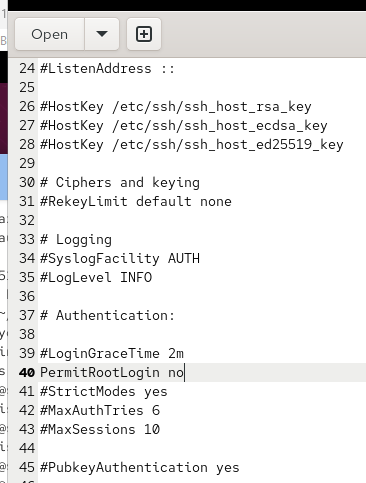 Open
24 #ListenAddress ::
25
26 #HostKey /etc/ssh/ssh_host_rsa_key
27 #HostKey /etc/ssh/ssh_host_ecdsa_key
28 #HostKey /etc/ssh/ssh_host_ed25519_key
29
30 # Ciphers and keying
31 #RekeyLimit default none
32
33 # Logging
34 #SyslogFacility AUTH
35 #LogLevel INFO
36
37 # Authentication:
38
39 #LoginGraceTime 2m
40 PermitRootLogin no
41 #StrictModes yes
42 #MaxAuthTries 6
43 #MaxSessions 10
44
45 #PubkeyAuthentication yes